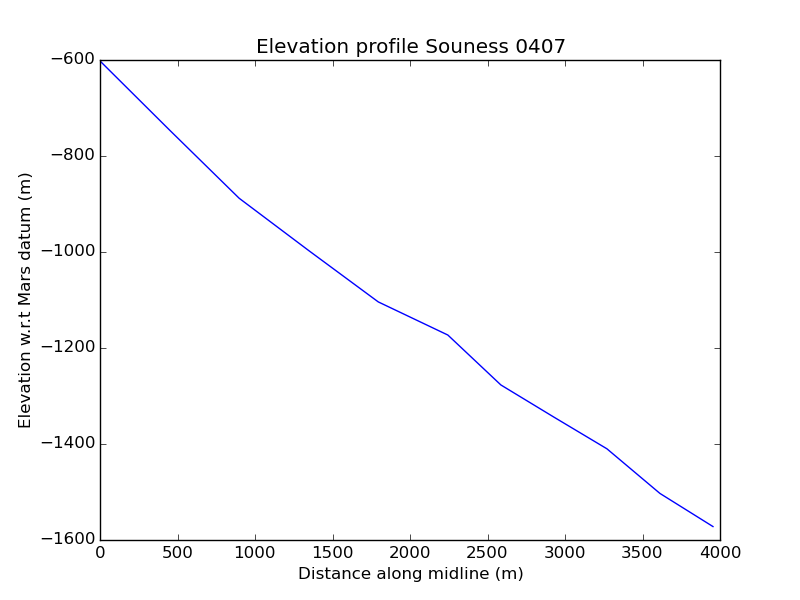 Elevation profile Souness 0407
−600
−800
−1000
−1200
−1400
−1600
Elevation w.r.t Mars datum (m)
0 500 1000 1500 2000 2500 3000 3500 4000
Distance along midline (m)